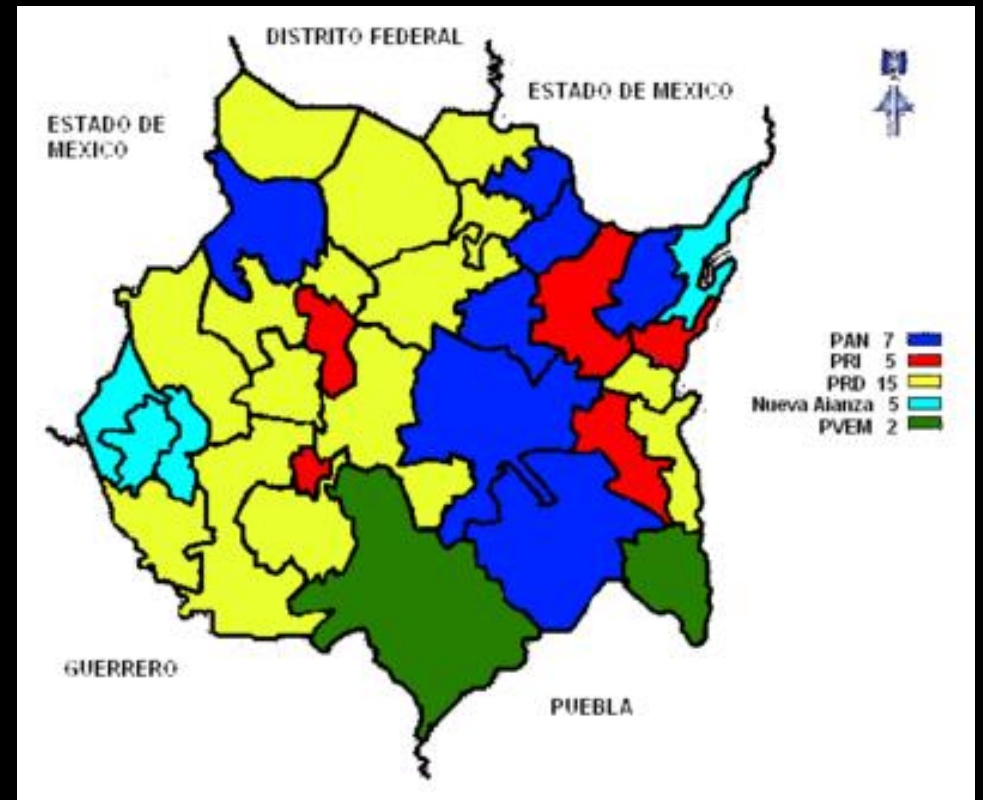 DISTRITO FEDERAL
ESTADO DE MEXICO
ESTADO DE
MEXICO
PAN 7
PRI 5
PRD 15
Nueva Aianza 5
PVEM 2
GUERRERO
PUEBLA